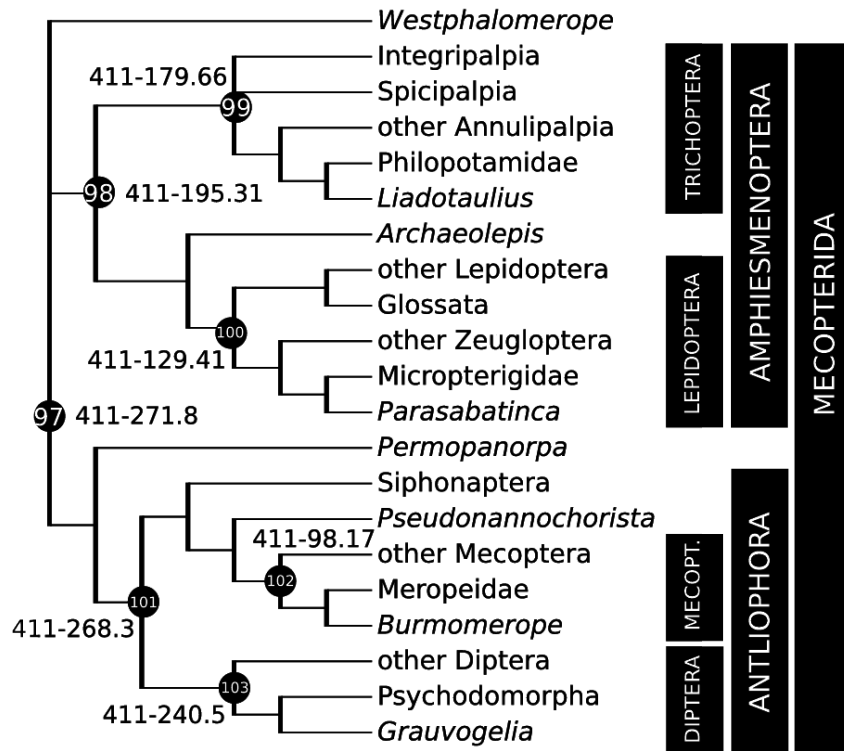 Westphalomerope
Integripalpia
411-179.66
Spicipalpia
99
other Annulipalpia
Philopotamidae
98
411-195.31
Liadotaulius
Archaeolepis
other Lepidoptera
Glossata
100
other Zeugloptera
411-129.41
Micropterigidae
Parasabatinca
97
411-271.8
Permopanorpa
Siphonaptera
Pseudonannochorista
411-98.17
other Mecoptera
102
Meropeidae
101
411-268.3
Burmomerope
other Diptera
103
Psychodomorpha
411-240.5
Grauvogelia
TRICHOPTERA
LEPIDOPTERA
MECOPT.
DIPTERA
AMPHIESMENOPTERA
ANTLIOPHORA
MECOPTERIDA